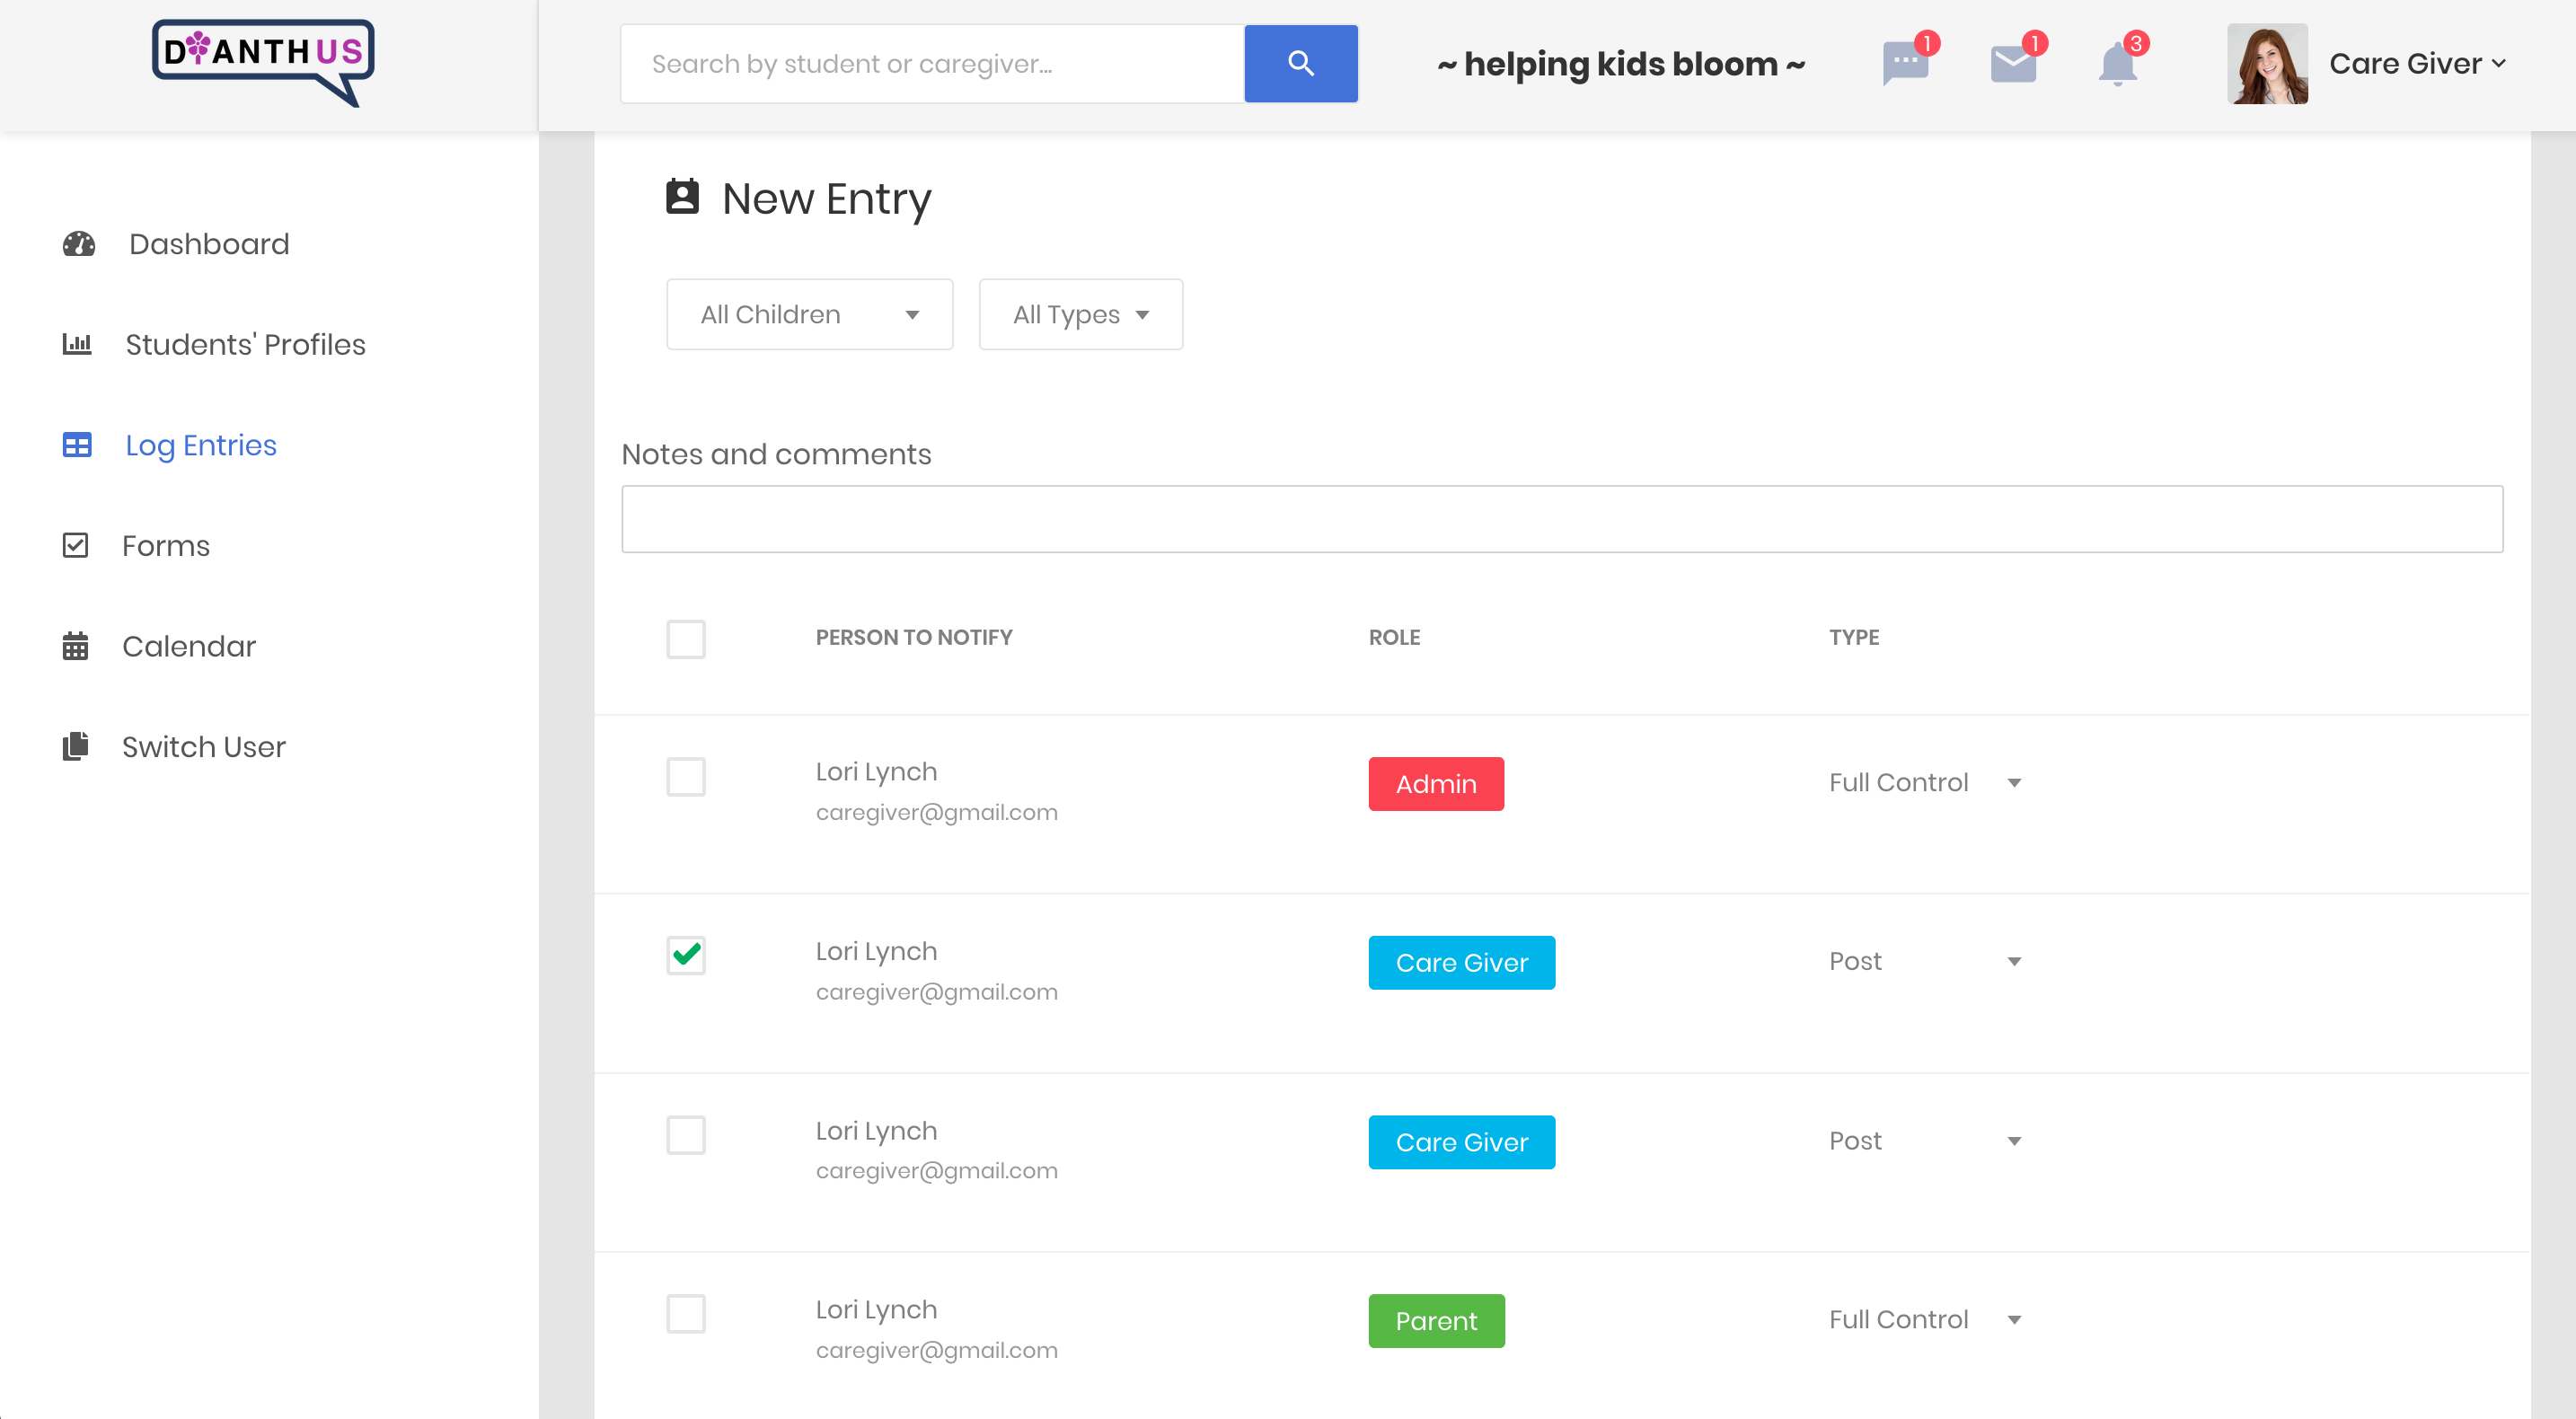 DIANTHUS
Search by student or caregiver...
~ helping kids bloom ~
1
1
3
Care Giver
Dashboard
Students' Profiles
Log Entries
Forms
Calendar
Switch User
New Entry
All Children
All Types
Notes and comments
PERSON TO NOTIFY ROLE TYPE
Lori Lynch
caregiver@gmail.com
Admin
Full Control
Lori Lynch
caregiver@gmail.com
Care Giver
Post
Lori Lynch
caregiver@gmail.com
Care Giver
Post
Lori Lynch
caregiver@gmail.com
Parent
Full Control